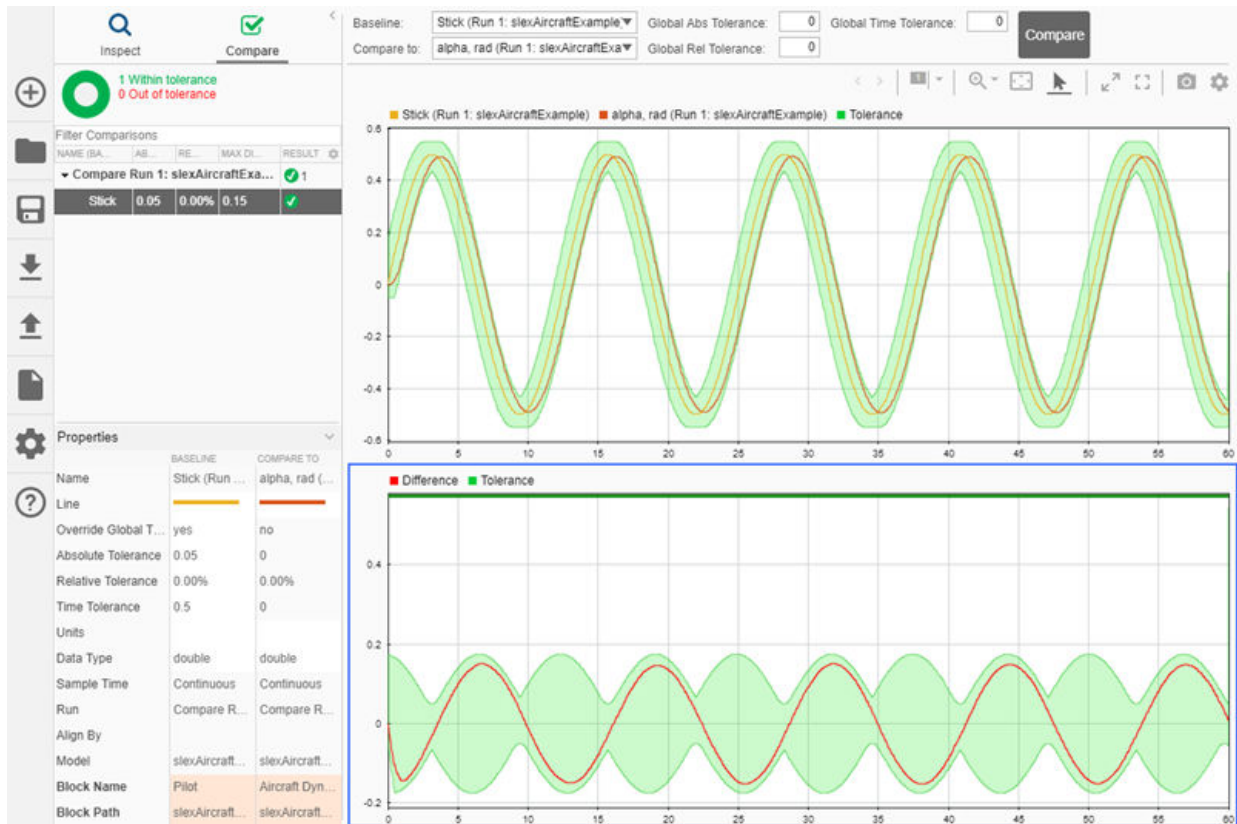 Inspect
Compare
1 Within tolerance
0 Out of tolerance
Filter Comparisons
NAME (BA... AB... RE... MAX DI... RESULT
Compare Run 1: slexAircraftExa... 1
Stick 0.05 0.00% 0.15
Properties
BASELINE COMPARE TO
Name Stick (Run ... alpha, rad (...
Line
Override Global T... yes no
Absolute Tolerance 0.05 0
Relative Tolerance 0.00% 0.00%
Time Tolerance 0.5 0
Units
Data Type double double
Sample Time Continuous Continuous
Run Compare R... Compare R...
Align By
Model slexAircraft... slexAircraft...
Block Name Pilot Aircraft Dyn...
Block Path slexAircraft... slexAircraft...
Baseline: Stick (Run 1: slexAircraftExample) Global Abs Tolerance: 0 Global Time Tolerance: 0
Compare to: alpha, rad (Run 1: slexAircraftExa Global Rel Tolerance: 0
Compare
1
Stick (Run 1: slexAircraftExample) alpha, rad (Run 1: slexAircraftExample) Tolerance
0.6
0.4
0.2
0
-0.2
-0.4
-0.6
0 5 10 15 20 25 30 35 40 45 50 55 60
Difference Tolerance
0.4
0.2
0
-0.2
0 5 10 15 20 25 30 35 40 45 50 55 60